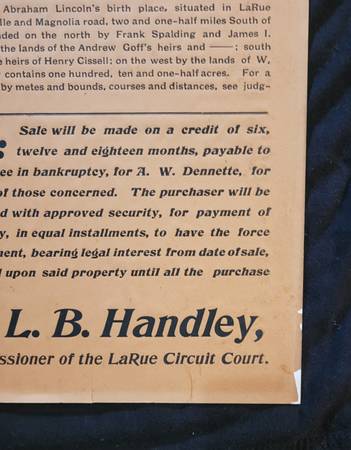 Abraham Lincoln's birth place, situated in LaRue
lle and Magnolia road, two and one-half miles South of
nded on the north by Frank Spalding and James I.
the lands of the Andrew Goff's heirs and ——; south
e heirs of Henry Cissell; on the west by the lands of W,
contains one hundred, ten and one-half acres. For a
by metes and bounds, courses and distances, see judg-
: Sale will be made on a credit of six,
twelve and eighteen months, payable to
ee in bankruptcy, for A. W. Dennette, for
of those concerned. The purchaser will be
d with approved security, for payment of
y, in equal installments, to have the force
ment, bearing legal interest from date of sale,
d upon said property until all the purchase
L. B. Handley,
ssioner of the LaRue Circuit Court.